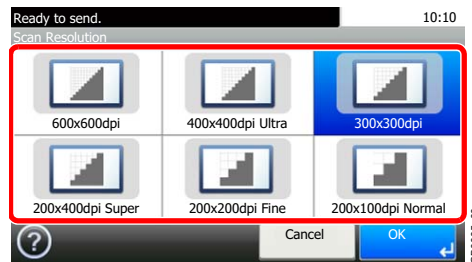 Ready to send. 10:10
Scan Resolution
600x600dpi 400x400dpi Ultra 300x300dpi
200x400dpi Super 200x200dpi Fine 200x100dpi Normal
? Cancel OK